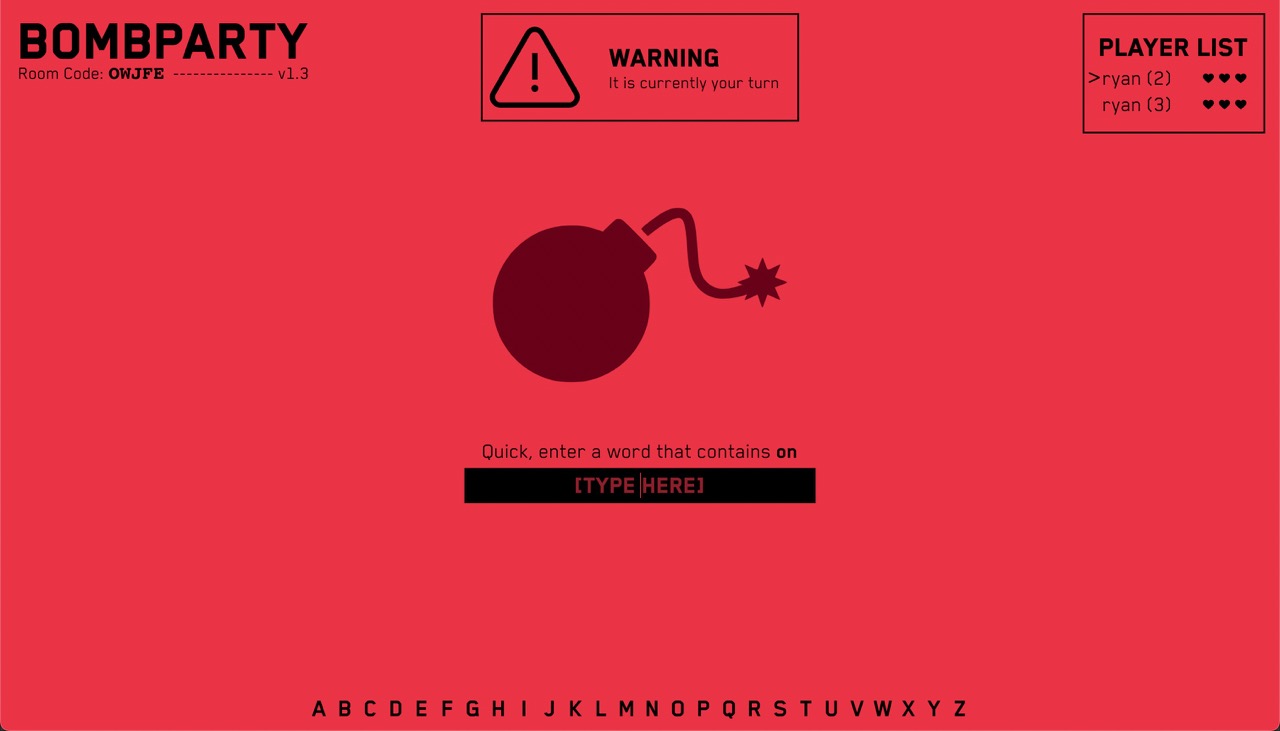 BOMBPARTY
Room Code: OWJFE --------------- v1.3
WARNING
It is currently your turn
PLAYER LIST
>ryan (2) ♥♥♥
ryan (3) ♥♥♥
Quick, enter a word that contains on
[TYPE HERE]
A B C D E F G H I J K L M N O P Q R S T U V W X Y Z